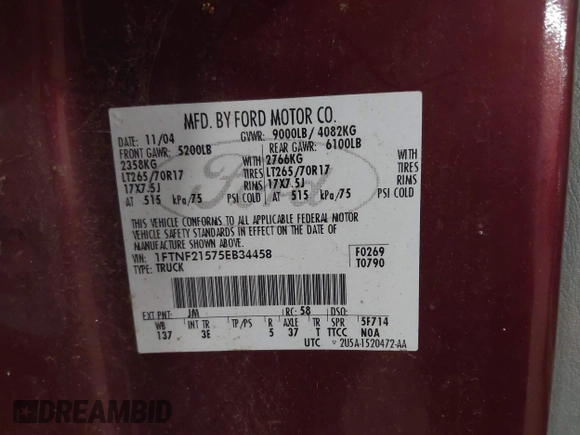 MFD. BY FORD MOTOR CO.
DATE: 11/04 GVWR: 9000LB/ 4082KG
FRONT GAWR: 5200LB REAR GAWR: 6100LB
2358KG 2766KG
LT265/70R17 TIRES LT265/70R17 TIRES
17X7.5J RIMS 17X7.5J RIMS
AT 515 kPa/75 PSI COLD AT 515 kPa/75 PSI COLD
THIS VEHICLE CONFORMS TO ALL APPLICABLE FEDERAL MOTOR
VEHICLE SAFETY STANDARDS IN EFFECT ON THE DATE OF
MANUFACTURE SHOWN ABOVE.
VIN: 1FTNF21575EB34458 F0269
TYPE: TRUCK T0790
Ford
EXT PNT: JM RC: 58 DSO:
WB INT TR TP/PS R AXLE TR SPR 5F714
137 3E 5 37 T TTCC NOA
UTC 2U5A-1520472-AA
DREAMBID